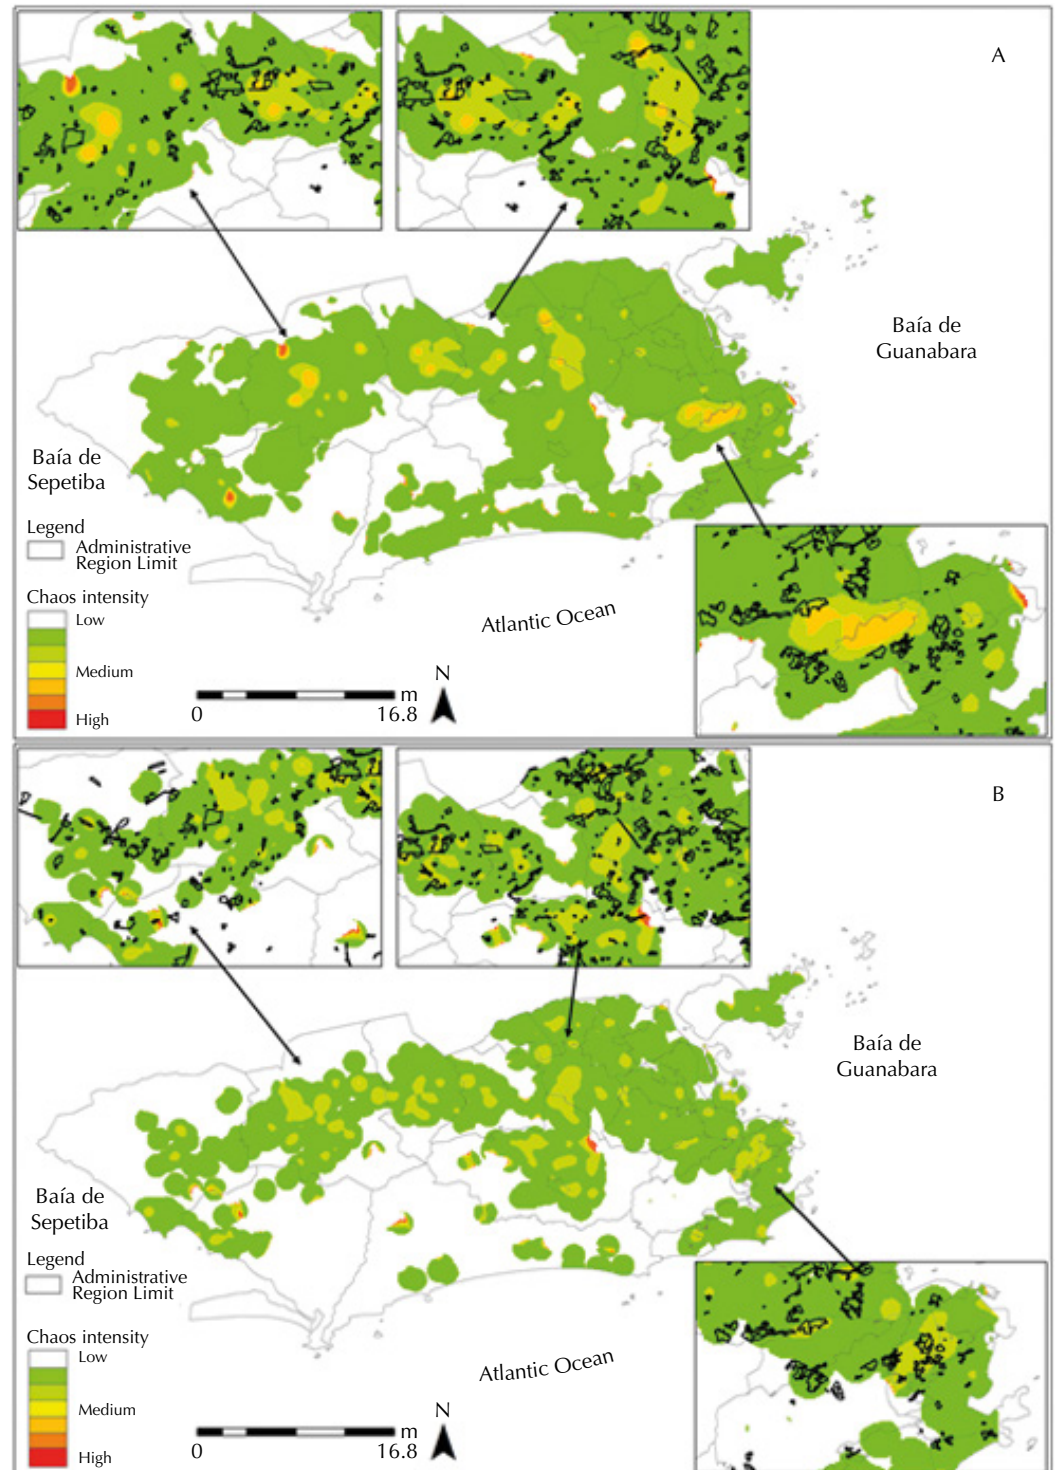 A
Baía de
Guanabara
Baía de
Sepetiba
Legend
Administrative
Region Limit
Chaos intensity
Low
Medium
High
Atlantic Ocean
N
m
0
16.8
B
Baía de
Guanabara
Baía de
Sepetiba
Legend
Administrative
Region Limit
Chaos intensity
Low
Medium
High
Atlantic Ocean
N
m
0
16.8